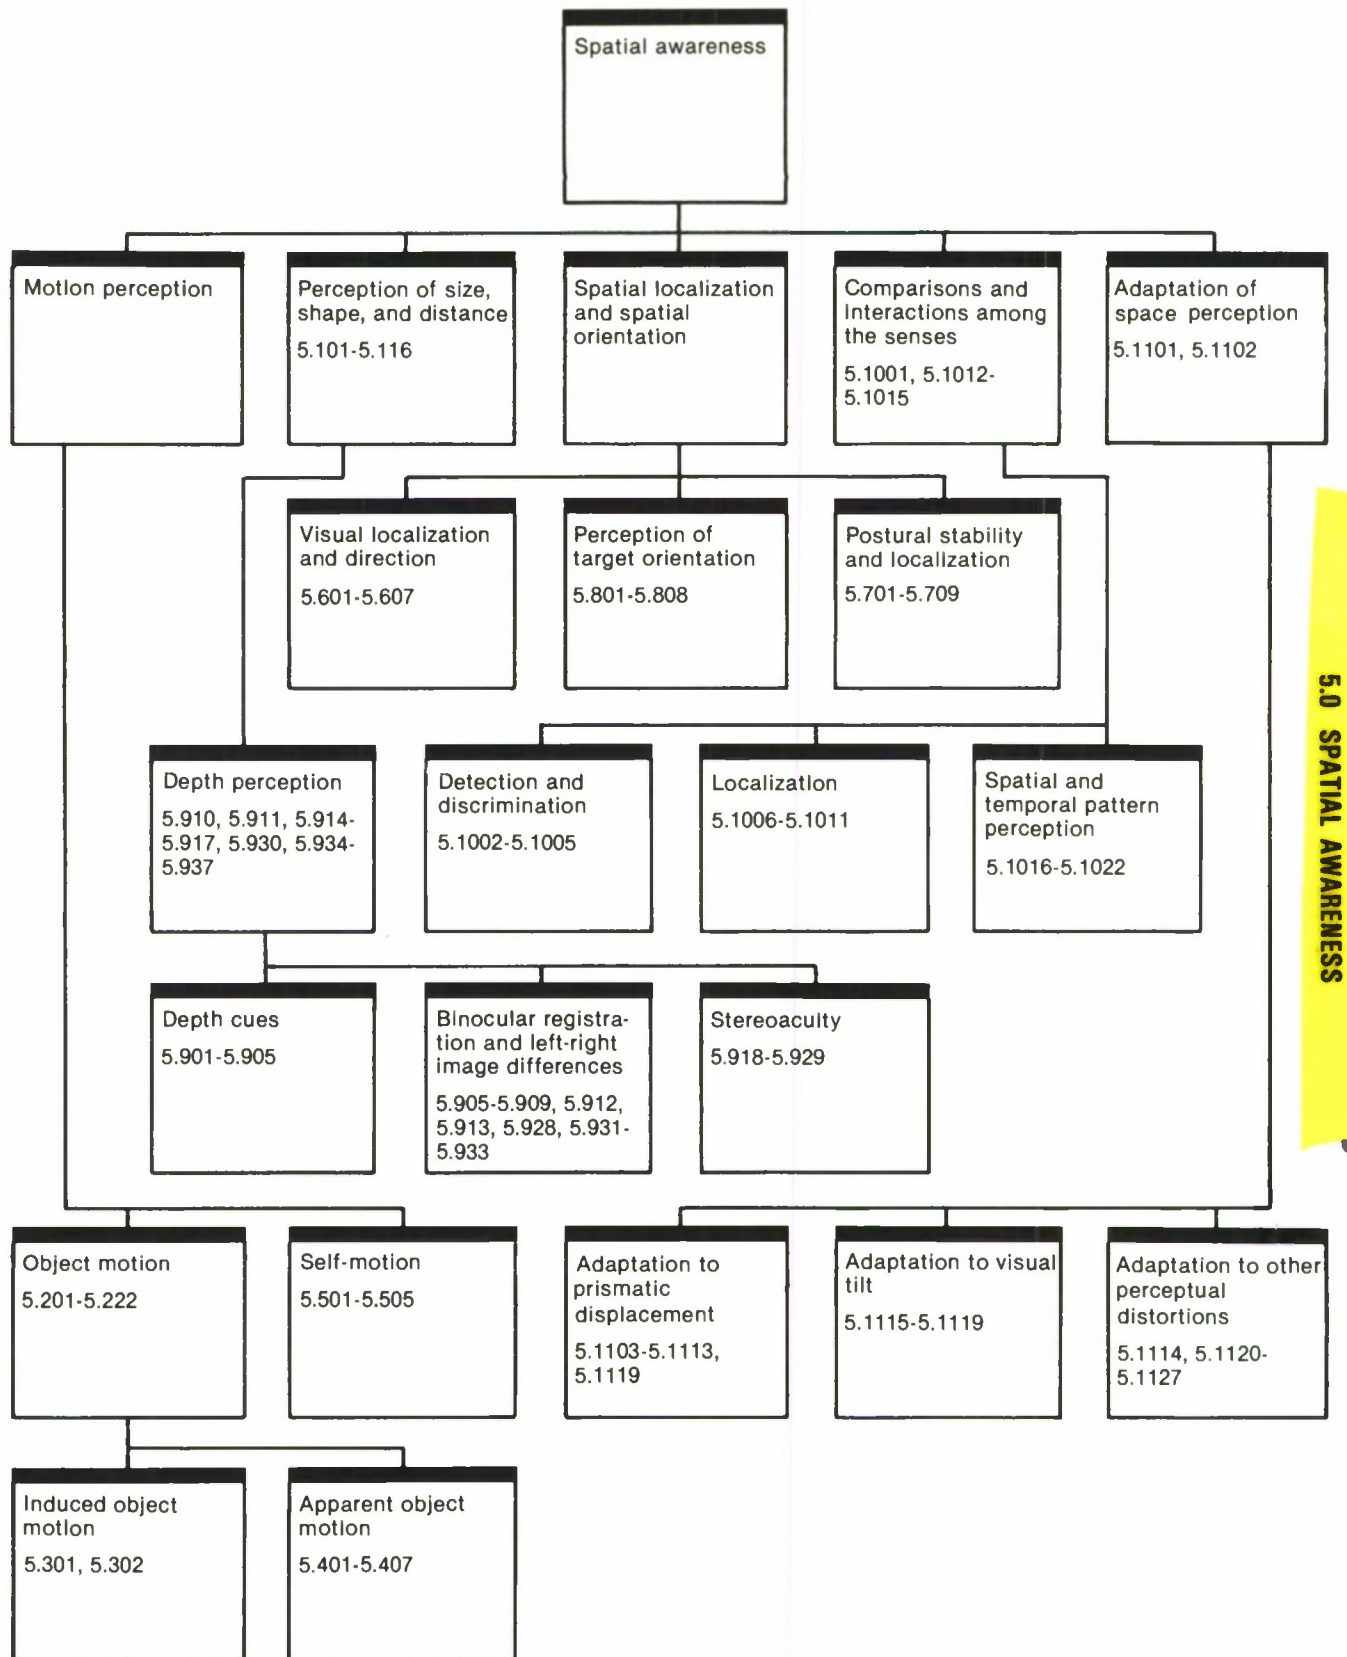 Spatial awareness
Motion perception
Perception of size,
shape, and distance
5.101-5.116
Spatial localization
and spatial
orientation
Comparisons and
interactions among
the senses
5.1001, 5.1012-
5.1015
Adaptation of
space perception
5.1101, 5.1102
Visual localization
and direction
5.601-5.607
Perception of
target orientation
5.801-5.808
Postural stability
and localization
5.701-5.709
Depth perception
5.910, 5.911, 5.914-
5.917, 5.930, 5.934-
5.937
Detection and
discrimination
5.1002-5.1005
Localization
5.1006-5.1011
Spatial and
temporal pattern
perception
5.1016-5.1022
Depth cues
5.901-5.905
Binocular registra-
tion and left-right
image differences
5.905-5.909, 5.912,
5.913, 5.928, 5.931-
5.933
Stereoacuity
5.918-5.929
Object motion
5.201-5.222
Self-motion
5.501-5.505
Adaptation to
prismatic
displacement
5.1103-5.1113,
5.1119
Adaptation to visual
tilt
5.1115-5.1119
Adaptation to other
perceptual
distortions
5.1114, 5.1120-
5.1127
Induced object
motion
5.301, 5.302
Apparent object
motion
5.401-5.407
5.0 SPATIAL AWARENESS